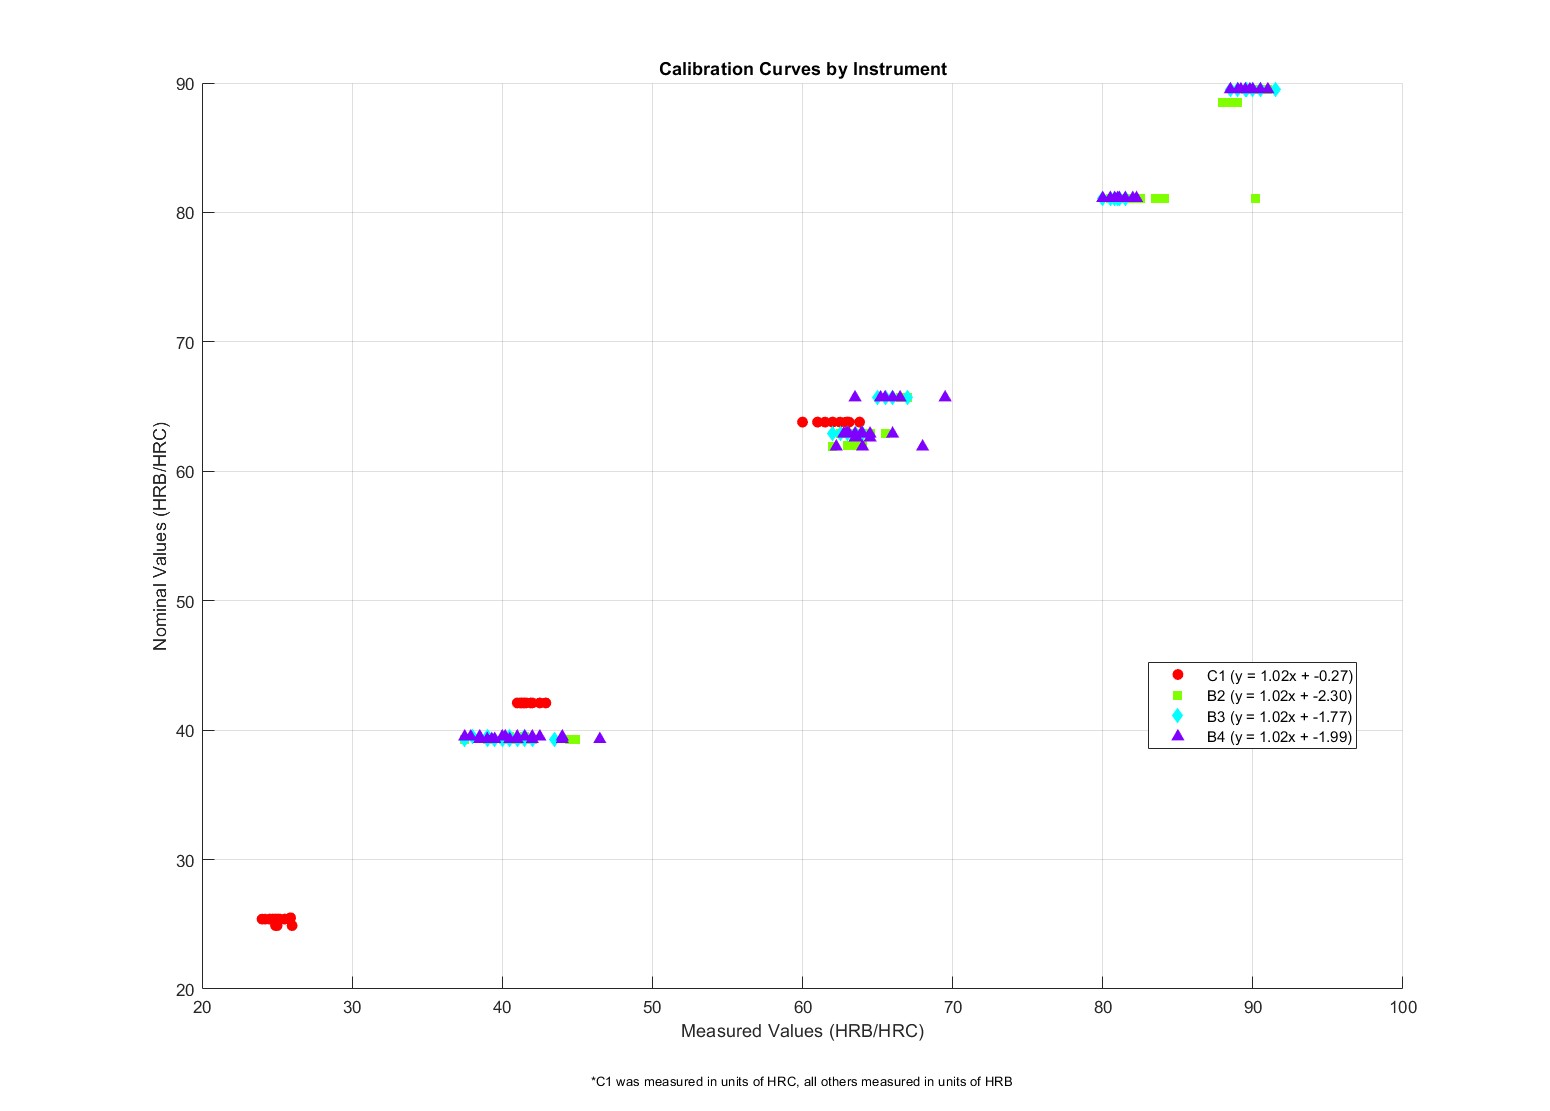 Calibration Curves by Instrument
90
80
70
60
50
40
30
20
Nominal Values (HRB/HRC)
C1 (y = 1.02x + -0.27)
B2 (y = 1.02x + -2.30)
B3 (y = 1.02x + -1.77)
B4 (y = 1.02x + -1.99)
20 30 40 50 60 70 80 90 100
Measured Values (HRB/HRC)
*C1 was measured in units of HRC, all others measured in units of HRB